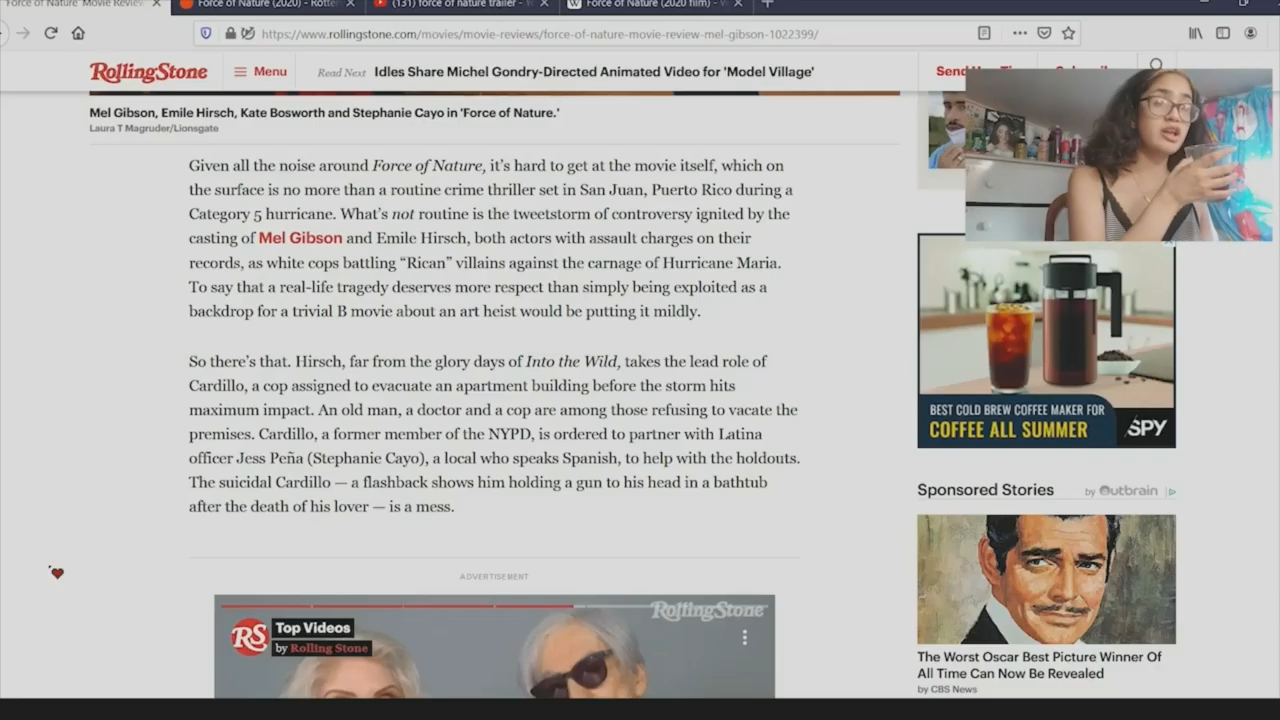 Force of Nature Movie Review
Force of Nature (2020) - Rotte
(131) force of nature trailer - Y
Force of Nature (2020 film) - W
https://www.rollingstone.com/movies/movie-reviews/force-of-nature-movie-review-mel-gibson-1022399/
RollingStone
Menu
Read Next Idles Share Michel Gondry-Directed Animated Video for 'Model Village'
Mel Gibson, Emile Hirsch, Kate Bosworth and Stephanie Cayo in 'Force of Nature.'
Laura T Magruder/Lionsgate
Given all the noise around Force of Nature, it's hard to get at the movie itself, which on
the surface is no more than a routine crime thriller set in San Juan, Puerto Rico during a
Category 5 hurricane. What's not routine is the tweetstorm of controversy ignited by the
casting of Mel Gibson and Emile Hirsch, both actors with assault charges on their
records, as white cops battling “Rican” villains against the carnage of Hurricane Maria.
To say that a real-life tragedy deserves more respect than simply being exploited as a
backdrop for a trivial B movie about an art heist would be putting it mildly.
So there's that. Hirsch, far from the glory days of Into the Wild, takes the lead role of
Cardillo, a cop assigned to evacuate an apartment building before the storm hits
maximum impact. An old man, a doctor and a cop are among those refusing to vacate the
premises. Cardillo, a former member of the NYPD, is ordered to partner with Latina
officer Jess Peña (Stephanie Cayo), a local who speaks Spanish, to help with the holdouts.
The suicidal Cardillo — a flashback shows him holding a gun to his head in a bathtub
after the death of his lover — is a mess.
ADVERTISEMENT
RS
Top Videos
by Rolling Stone
RollingStone
BEST COLD BREW COFFEE MAKER FOR
COFFEE ALL SUMMER
SPY
Sponsored Stories
by Outbrain
The Worst Oscar Best Picture Winner Of
All Time Can Now Be Revealed
by CBS News